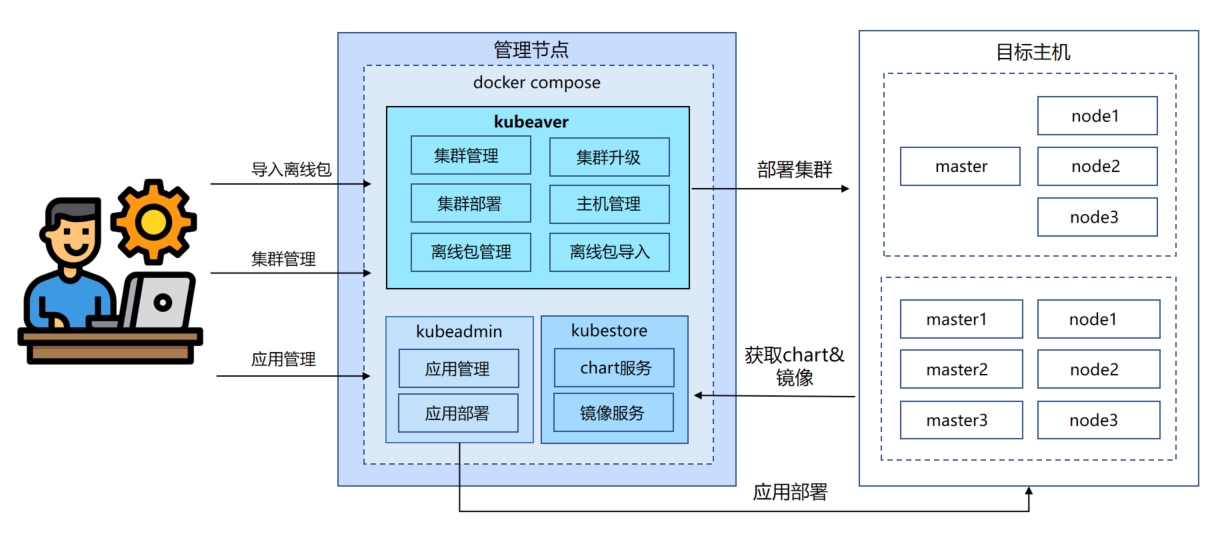 导入离线包
集群管理
应用管理
管理节点
docker compose
kubeaver
集群管理
集群升级
集群部署
主机管理
离线包管理
离线包导入
kubeadmin
应用管理
应用部署
kubestore
chart服务
镜像服务
部署集群
获取chart&
镜像
应用部署
目标主机
master
node1
node2
node3
master1
node1
master2
node2
master3
node3